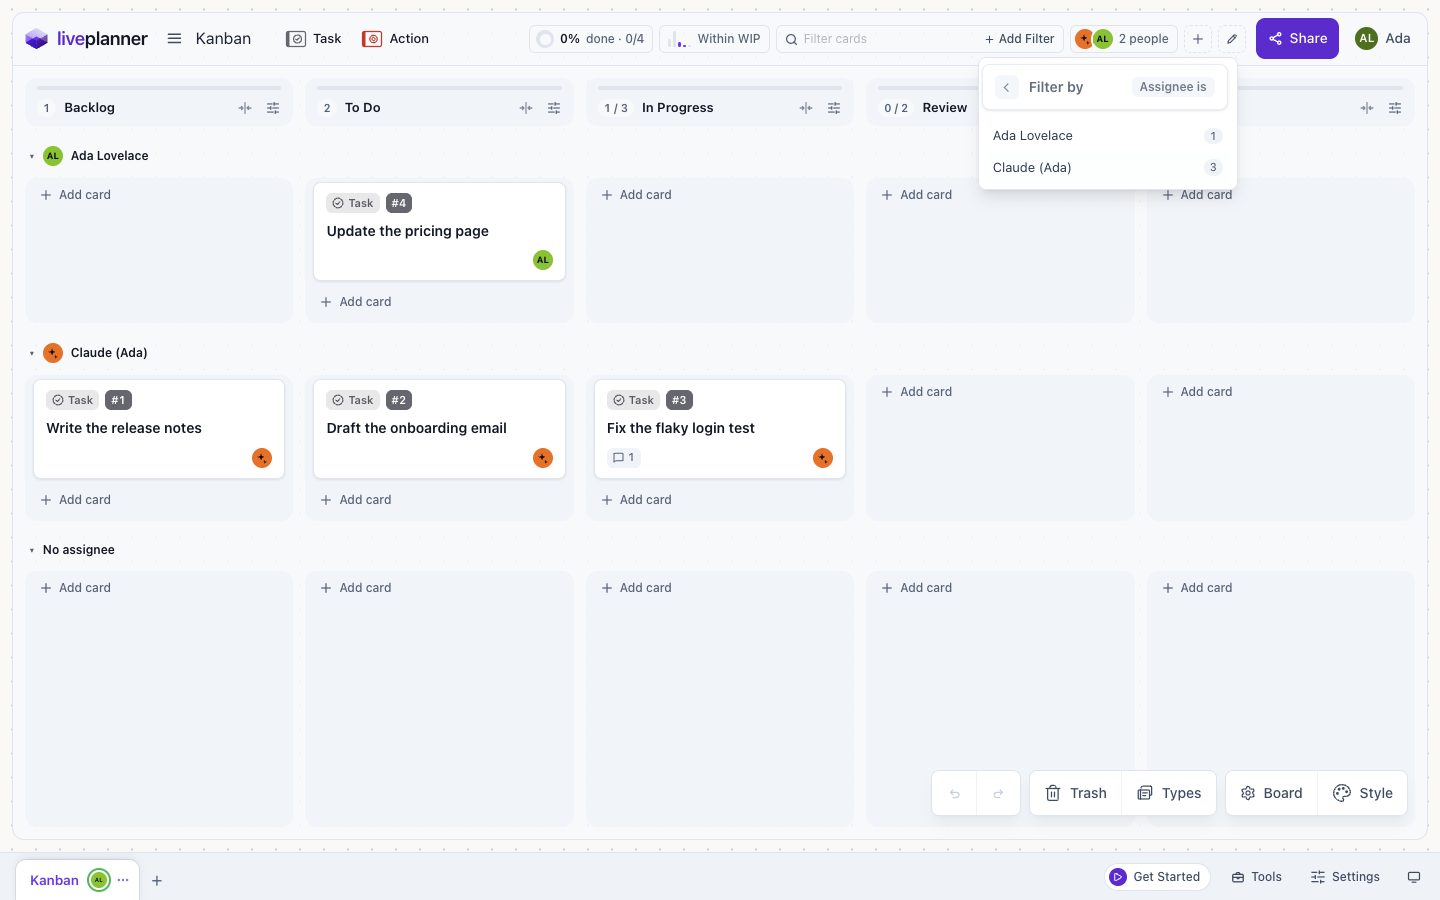 liveplanner
Kanban
Task
Action
0% done · 0/4
Within WIP
Filter cards
+ Add Filter
AL
2 people
Share
AL
Ada
Filter by
Assignee is
Ada Lovelace
1
Claude (Ada)
3
1
Backlog
2
To Do
1 / 3
In Progress
0 / 2
Review
AL
Ada Lovelace
+ Add card
Task
#4
Update the pricing page
AL
+ Add card
+ Add card
+ Add card
+ Add card
Claude (Ada)
Task
#1
Write the release notes
+ Add card
Task
#2
Draft the onboarding email
+ Add card
Task
#3
Fix the flaky login test
1
+ Add card
+ Add card
+ Add card
No assignee
+ Add card
+ Add card
+ Add card
+ Add card
+ Add card
Trash
Types
Board
Style
Kanban
AL
Get Started
Tools
Settings